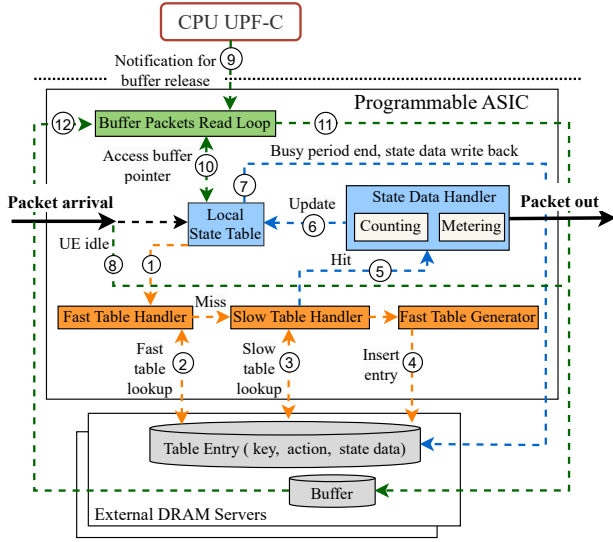 CPU UPF-C
Notification for
buffer release
9
Programmable ASIC
12
Buffer Packets Read Loop
11
Access buffer
pointer
10
7
Busy period end, state data write back
Packet arrival
UE idle
8
Local
State Table
Update
6
State Data Handler
Counting
Metering
Packet out
1
Hit
5
Fast Table Handler
Miss
Slow Table Handler
Fast Table Generator
Fast
table
lookup
2
Slow
table
lookup
3
Insert
entry
4
Table Entry ( key, action, state data)
Buffer
External DRAM Servers